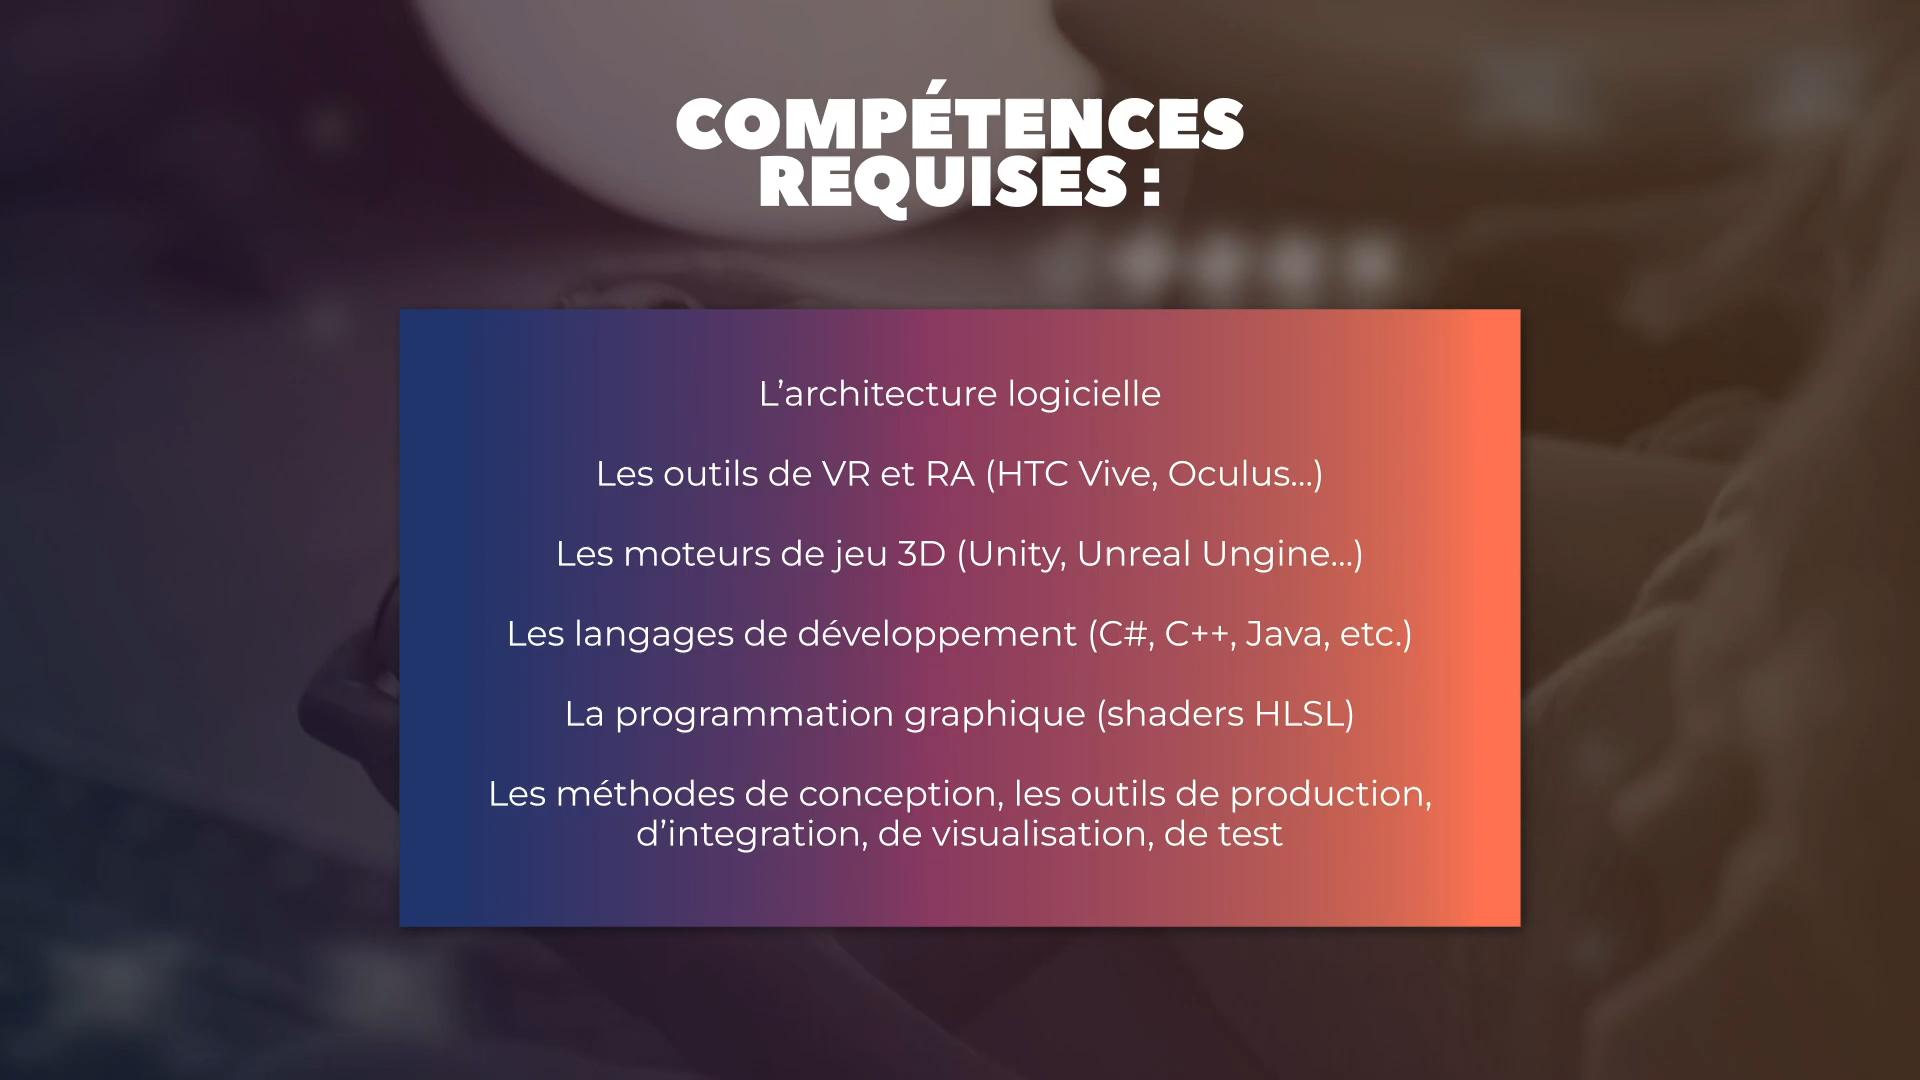 COMPÉTENCES
REQUISES :
L’architecture logicielle
Les outils de VR et RA (HTC Vive, Oculus...)
Les moteurs de jeu 3D (Unity, Unreal Ungine...)
Les langages de développement (C#, C++, Java, etc.)
La programmation graphique (shaders HLSL)
Les méthodes de conception, les outils de production,
d’integration, de visualisation, de test